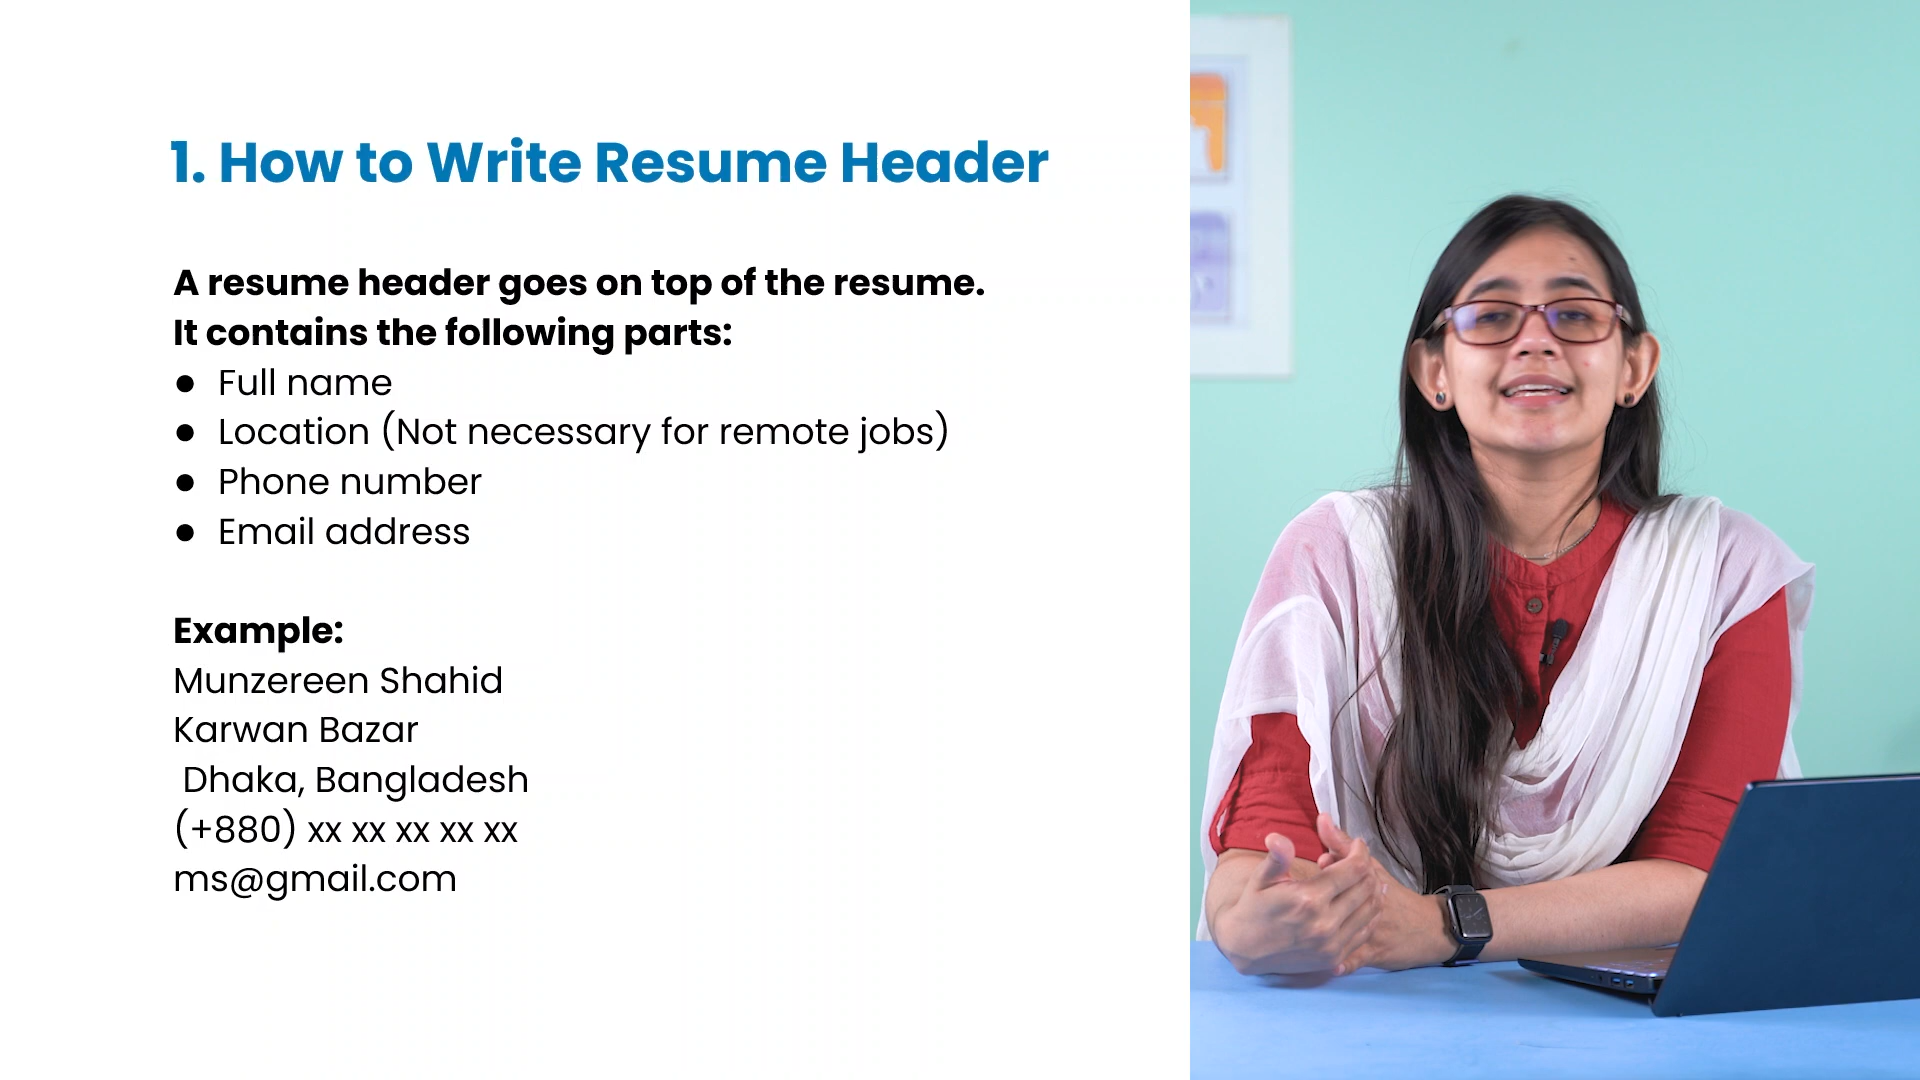 1. How to Write Resume Header
A resume header goes on top of the resume.
It contains the following parts:
● Full name
● Location (Not necessary for remote jobs)
● Phone number
● Email address
Example:
Munzereen Shahid
Karwan Bazar
Dhaka, Bangladesh
(+880) xx xx xx xx xx
ms@gmail.com